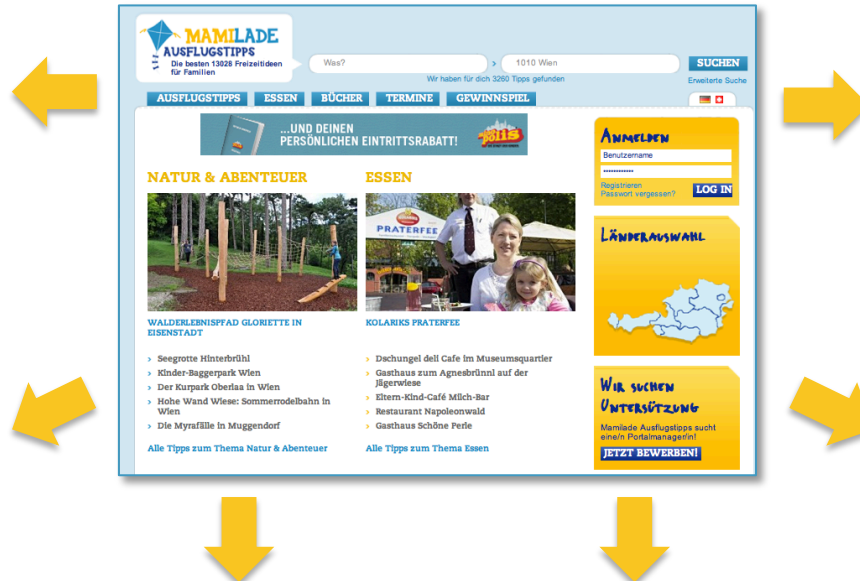 MAMILADE
AUSFLUGSTIPPS
Die besten 13028 Freizeitideen
für Familien
Was?
>
1010 Wien
SUCHEN
Wir haben für dich 3260 Tipps gefunden
Erweiterte Suche
AUSFLUGSTIPPS
ESSEN
BÜCHER
TERMINE
GEWINNSPIEL
...UND DEINEN
PERSÖNLICHEN EINTRITTSRABATT!
polis
ANMELDEN
Benutzername
************
Registrieren
Passwort vergessen?
LOG IN
NATUR & ABENTEUER
WALDERLEBNISPFAD GLORIETTE IN
EISENSTADT
> Seegrotte Hinterbrühl
> Kinder-Baggerpark Wien
> Der Kurpark Oberlaa in Wien
> Hohe Wand Wiese: Sommerrodelbahn in
Wien
> Die Myrafälle in Muggendorf
Alle Tipps zum Thema Natur & Abenteuer
ESSEN
PRATERFEE
KOLARIKS PRATERFEE
> Dschungel deli Cafe im Museumsquartier
> Gasthaus zum Agnesbrünnl auf der
Jägerwiese
> Eltern-Kind-Café Milch-Bar
> Restaurant Napoleonwald
> Gasthaus Schöne Perle
Alle Tipps zum Thema Essen
LÄNDERAUSWAHL
WIR SUCHEN
UNTERSÜTZUNG
Mamilade Ausflugstipps sucht
eine/n Portalmanager/in!
JETZT BEWERBEN!